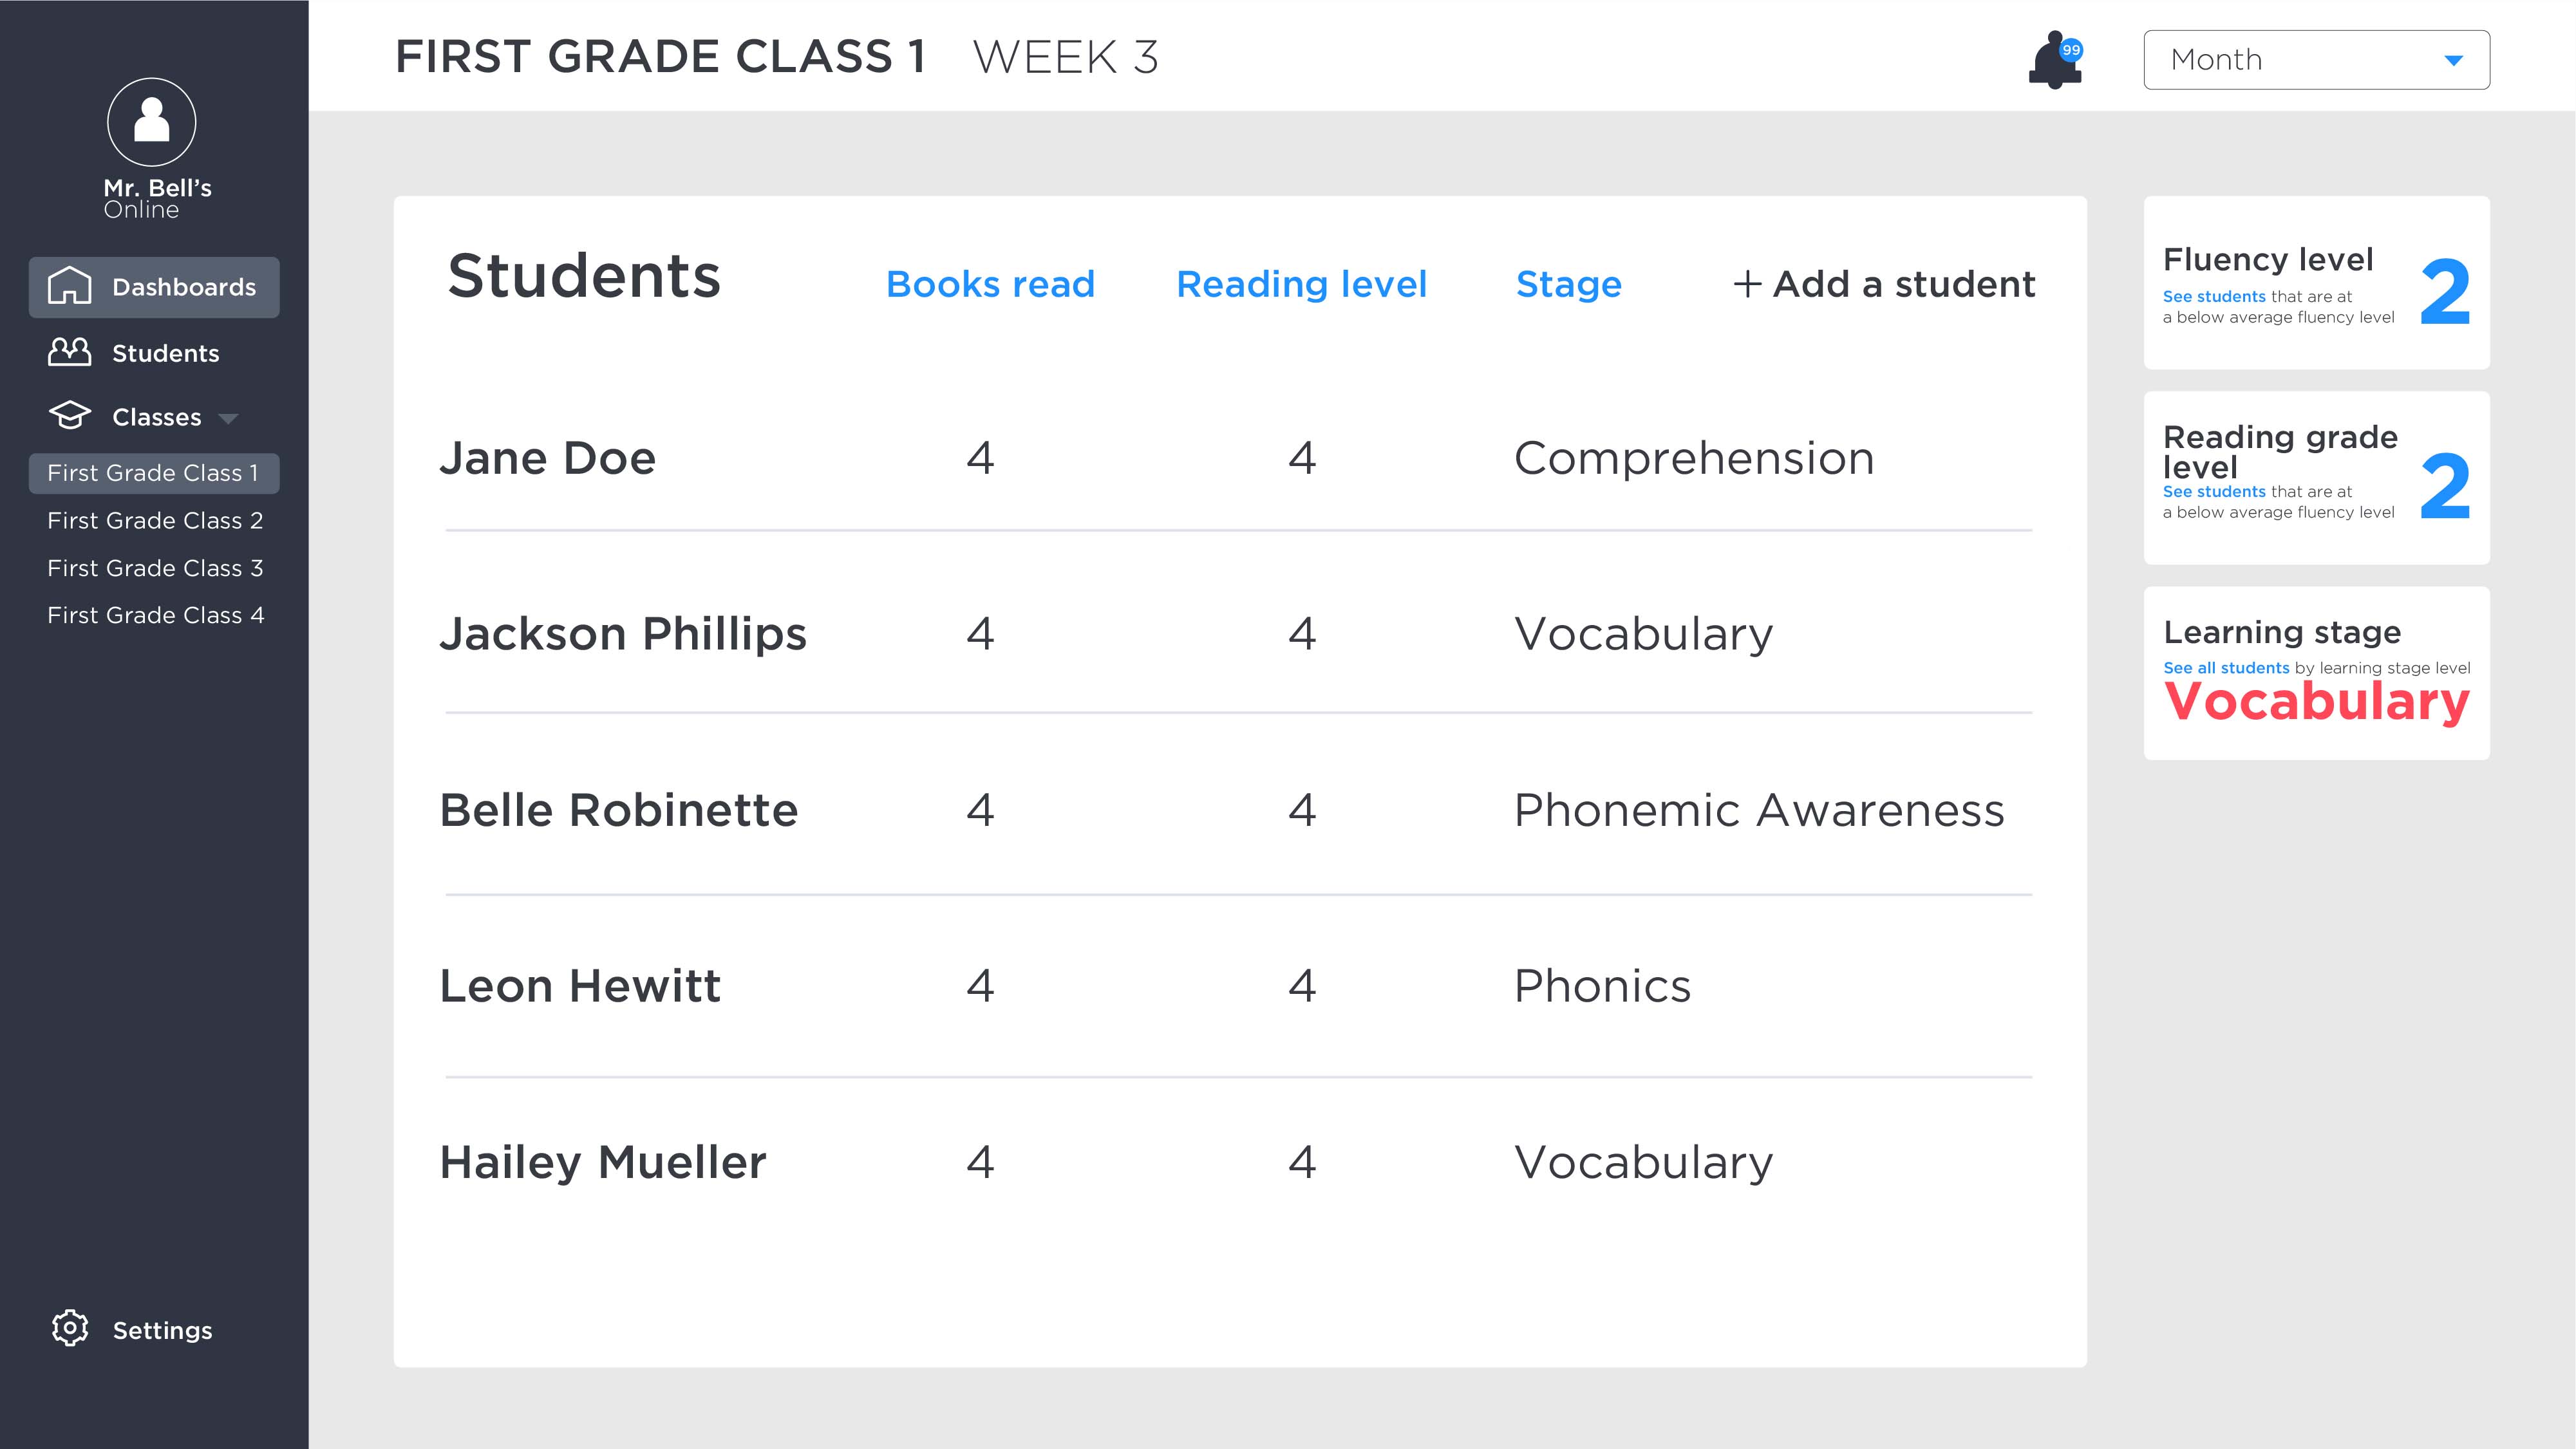 Mr. Bell's
Online
Dashboards
Students
Classes
First Grade Class 1
First Grade Class 2
First Grade Class 3
First Grade Class 4
Settings
FIRST GRADE CLASS 1 WEEK 3
99
Month
Students Books read Reading level Stage + Add a student
Jane Doe 4 4 Comprehension
Jackson Phillips 4 4 Vocabulary
Belle Robinette 4 4 Phonemic Awareness
Leon Hewitt 4 4 Phonics
Hailey Mueller 4 4 Vocabulary
Fluency level
See students that are at
a below average fluency level
2
Reading grade
level
See students that are at
a below average fluency level
2
Learning stage
See all students by learning stage level
Vocabulary